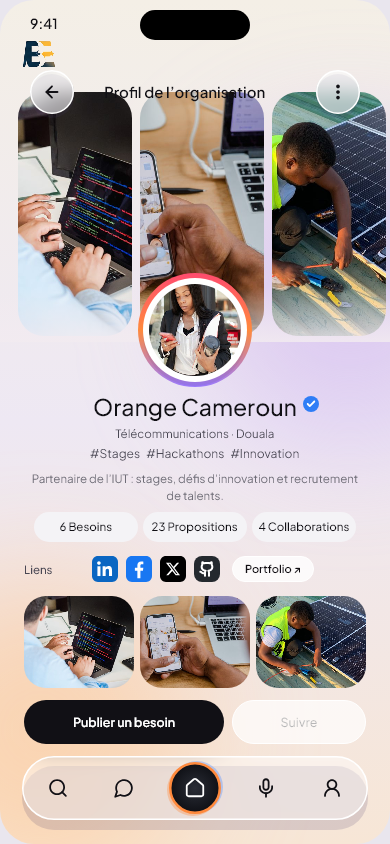 9:41
Profil de l'organisation
Orange Cameroun
Télécommunications · Douala
#Stages #Hackathons #Innovation
Partenaire de l'IUT : stages, défis d'innovation et recrutement
de talents.
6 Besoins
23 Propositions
4 Collaborations
Liens
Portfolio ↗
Publier un besoin
Suivre